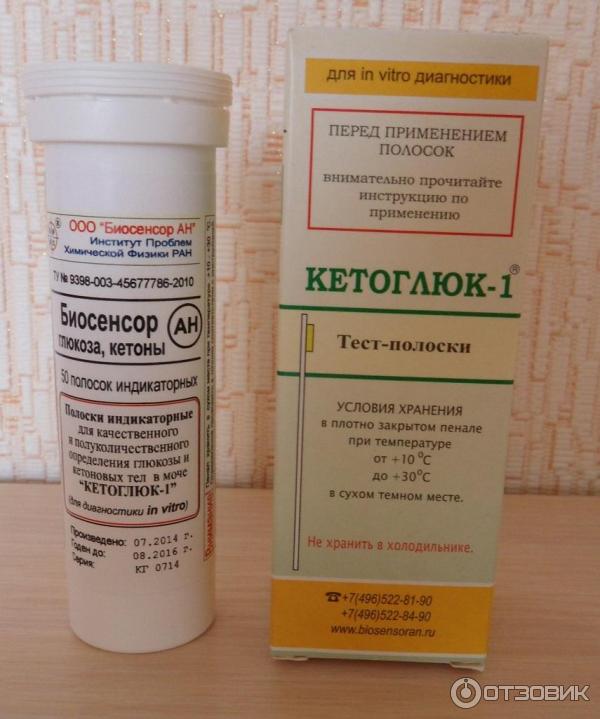 ООО "Биосенсор АН"
Институт Проблем
Химической Физики РАН
ТУ № 9398-003-45677786-2010
Биосенсор
АН
глюкоза, кетоны
50 полосок индикаторных
Полоски индикаторные
для качественного
и полуколичественного
определения глюкозы и
кетоновых тел в моче
"КЕТОГЛЮК-1"
(для диагностики in vitro)
Произведено: 07.2014 г.
Годен до: 08.2016 г.
Серия: КГ 0714
для in vitro диагностики
ПЕРЕД ПРИМЕНЕНИЕМ
ПОЛОСОК
внимательно прочитайте
инструкцию по
применению
КЕТОГЛЮК-1®
Тест-полоски
УСЛОВИЯ ХРАНЕНИЯ
в плотно закрытом пенале
при температуре
от +10 °C
до +30°C
в сухом темном месте.
Не хранить в холодильнике.
☎+7(496)522-81-90
+7(496)522-84-90
www.biosensoran.ru
ОТЗОВИК